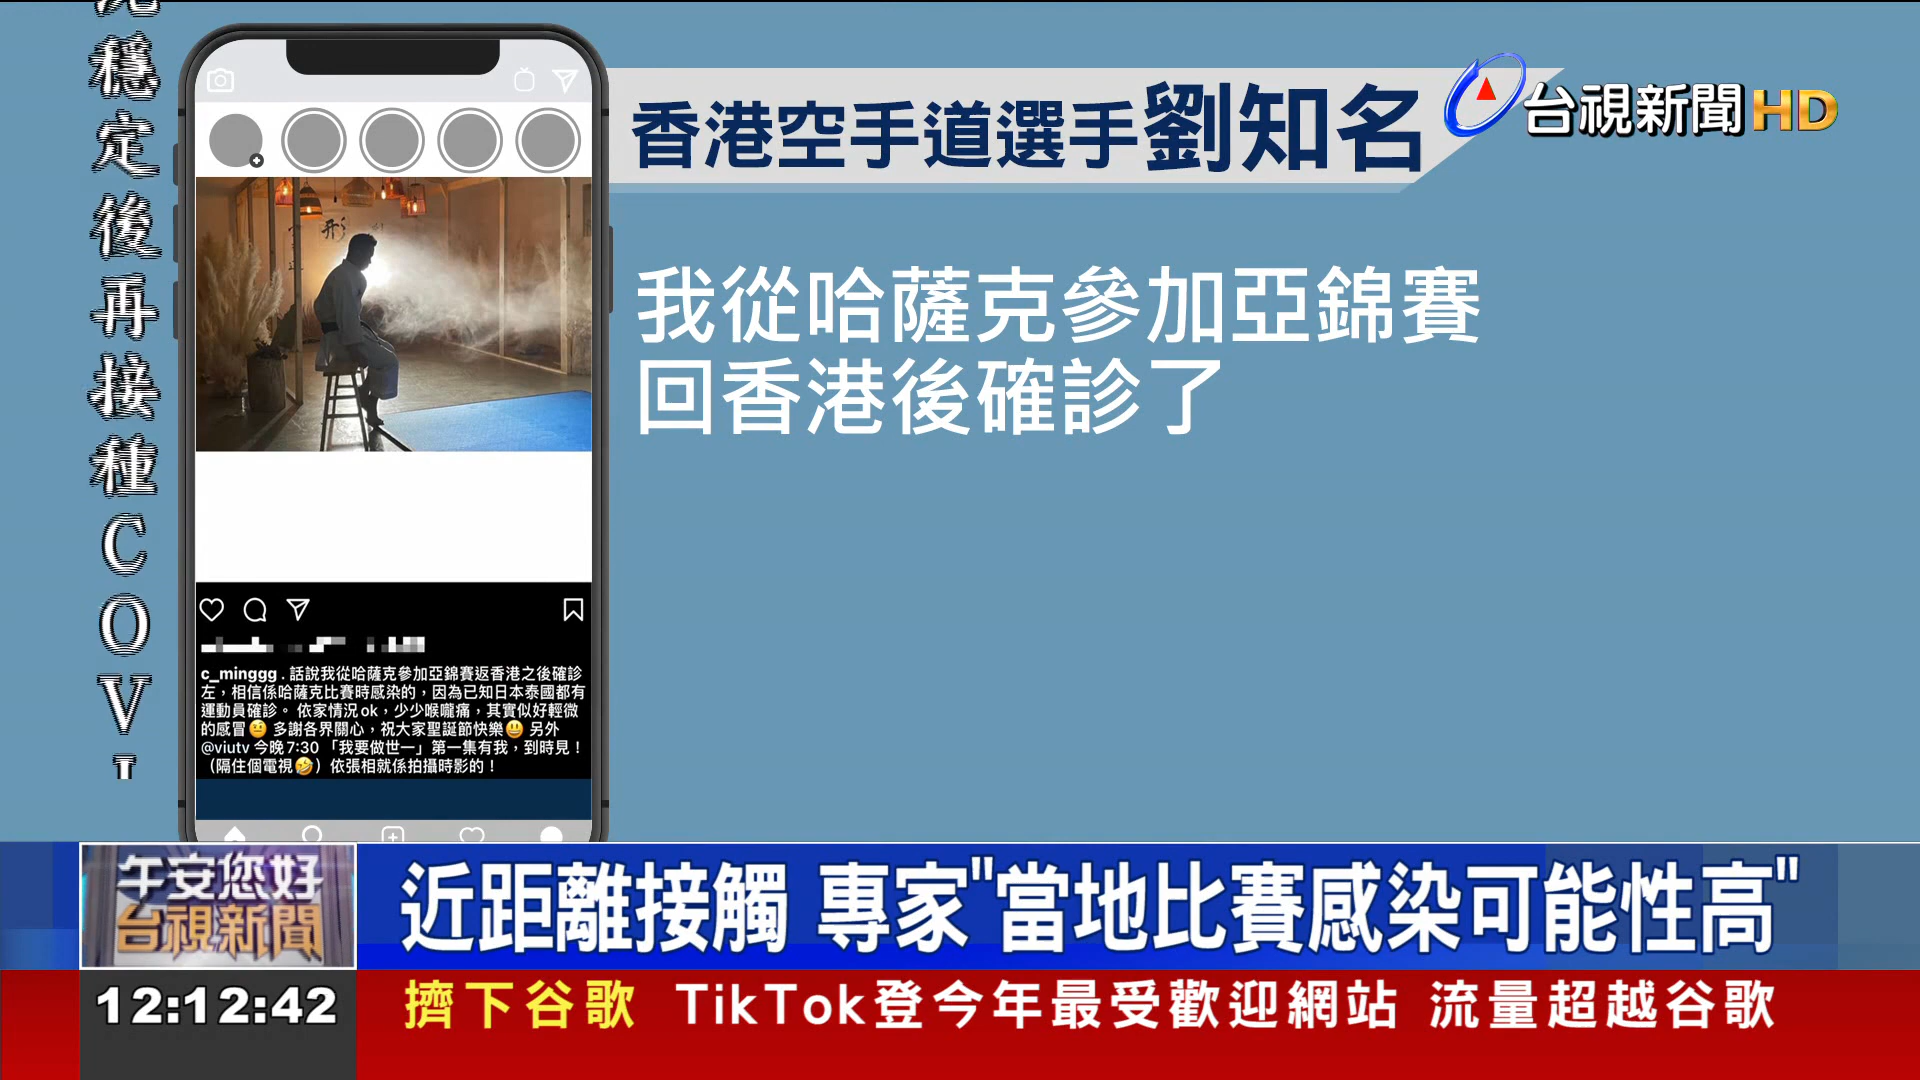 穩定後再接種COVI
香港空手道選手劉知名
台視新聞HD
我從哈薩克參加亞錦賽
回香港後確診了
形
c_minggg . 話說我從哈薩克參加亞錦賽返香港之後確診
左，相信係哈薩克比賽時感染的，因為已知日本泰國都有
運動員確診。 依家情況ok，少少喉嚨痛，其實似好輕微
的感冒🤨 多謝各界關心，祝大家聖誕節快樂😃 另外
@viutv 今晚7:30 「我要做世一」第一集有我，到時見！
（隔住個電視🤣）依張相就係拍攝時影的！
午安您好
台視新聞
近距離接觸 專家"當地比賽感染可能性高"
12:12:42
擠下谷歌 TikTok登今年最受歡迎網站 流量超越谷歌